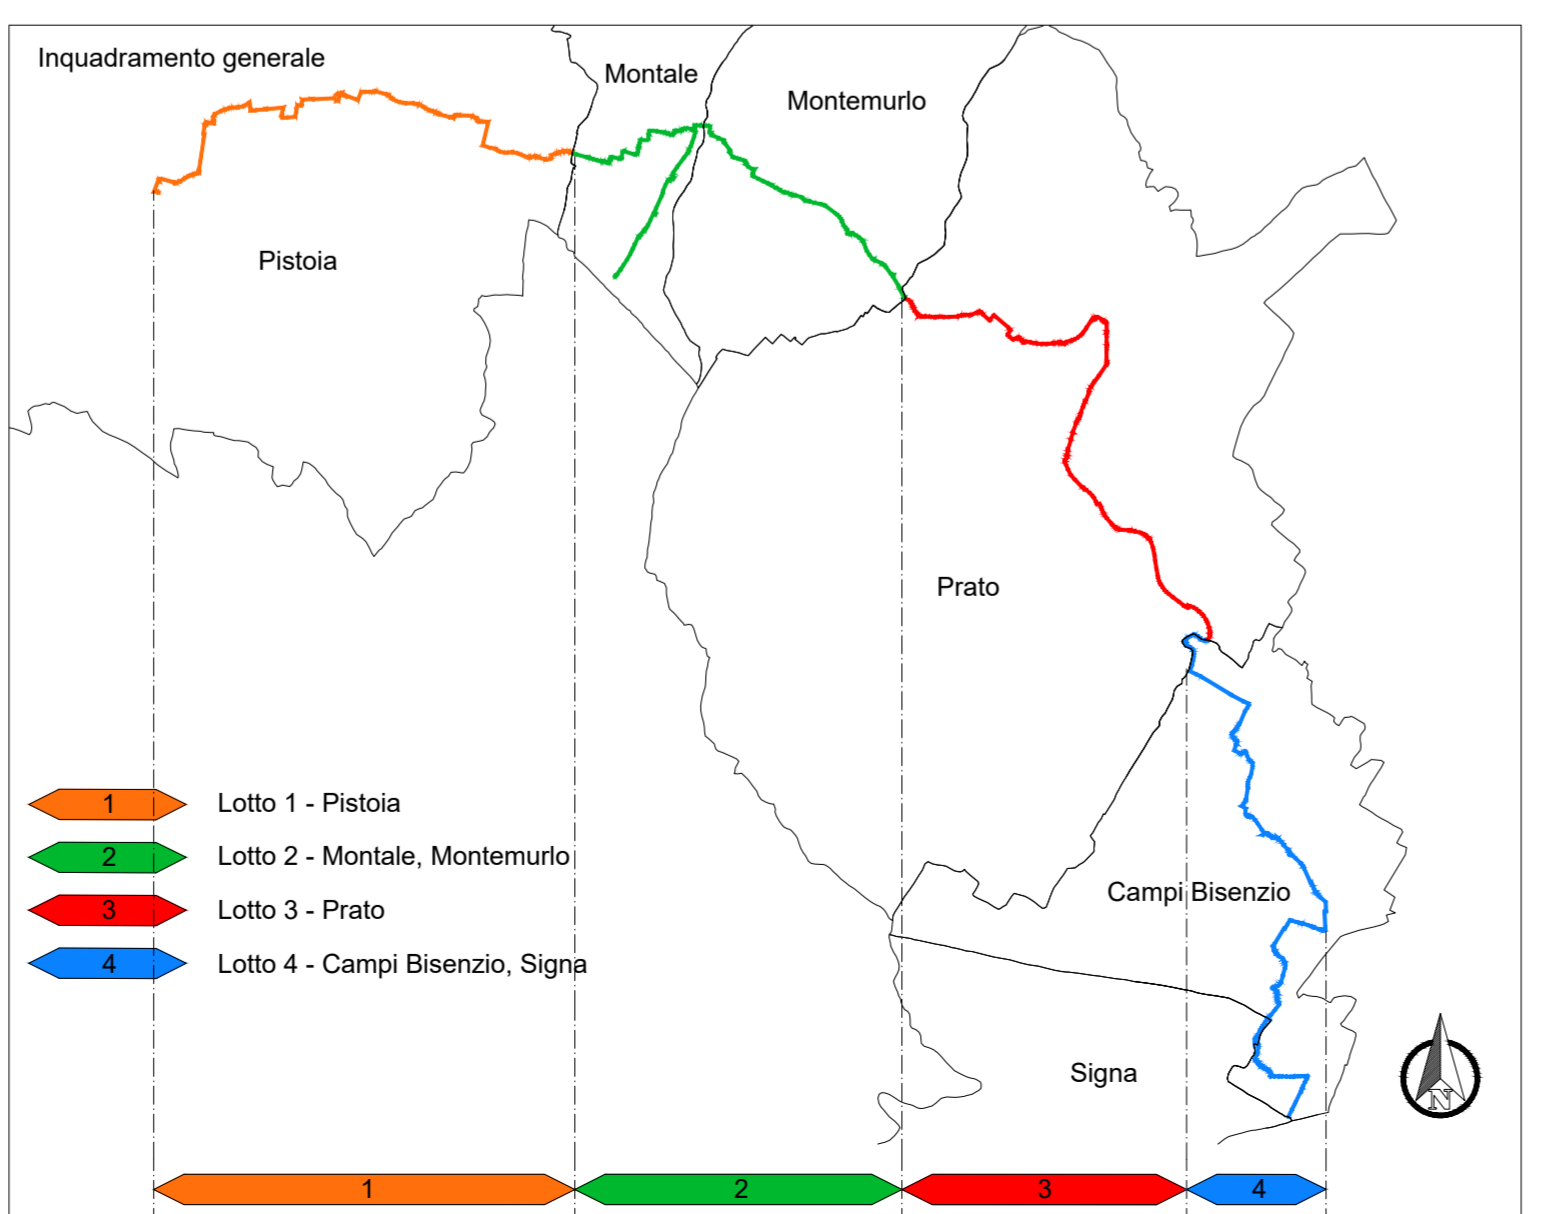 Inquadramento generale
Montale
Montemurlo
Pistoia
Prato
1 Lotto 1 - Pistoia
2 Lotto 2 - Montale, Montemurlo
3 Lotto 3 - Prato
4 Lotto 4 - Campi Bisenzio, Signa
Campi Bisenzio
Signa
N
1 2 3 4